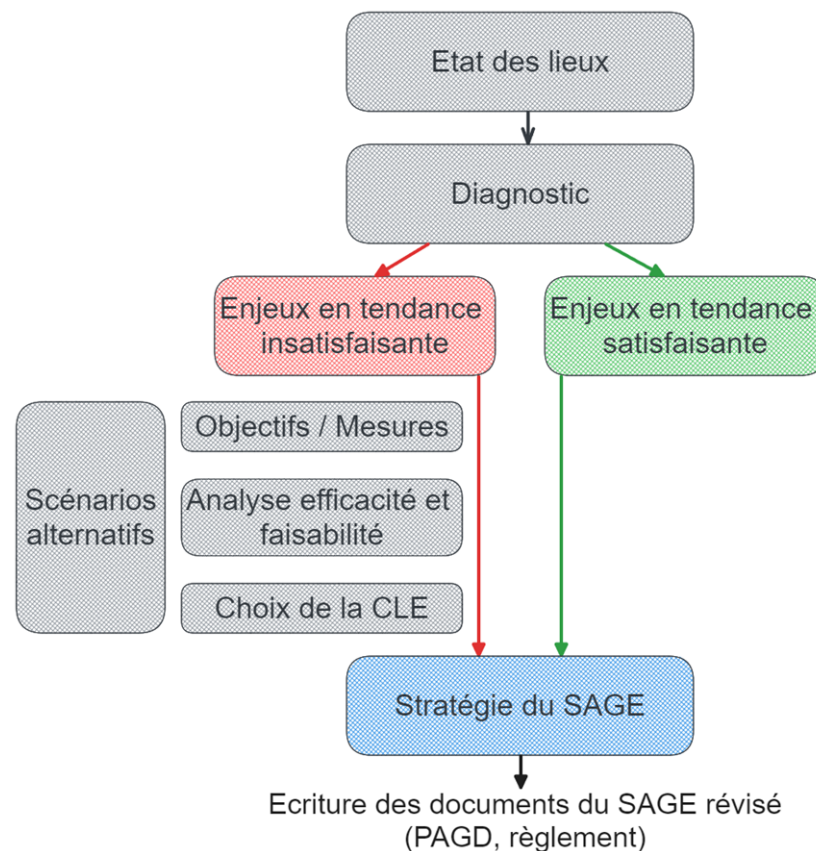 Etat des lieux
Diagnostic
Enjeux en tendance
insatisfaisante
Enjeux en tendance
satisfaisante
Scénarios
alternatifs
Objectifs / Mesures
Analyse efficacité et
faisabilité
Choix de la CLE
Stratégie du SAGE
Ecriture des documents du SAGE révisé
(PAGD, règlement)